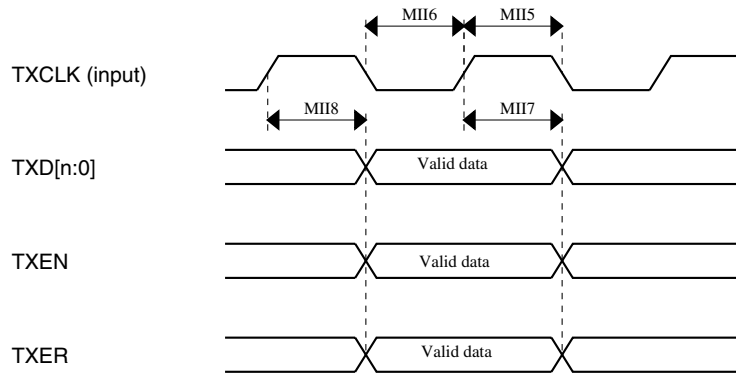 MII6 MII5
TXCLK (input)
MII8 MII7
TXD[n:0] Valid data
TXEN Valid data
TXER Valid data